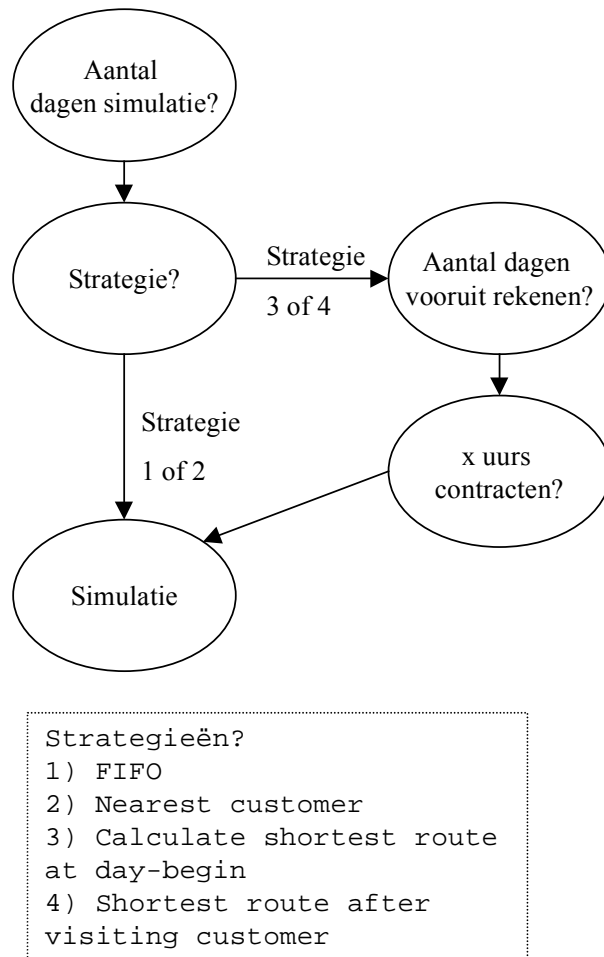 Aantal
dagen simulatie?
Strategie?
Strategie
3 of 4
Aantal dagen
vooruit rekenen?
Strategie
1 of 2
x uurs
contracten?
Simulatie
Strategieën?
1) FIFO
2) Nearest customer
3) Calculate shortest route
at day-begin
4) Shortest route after
visiting customer